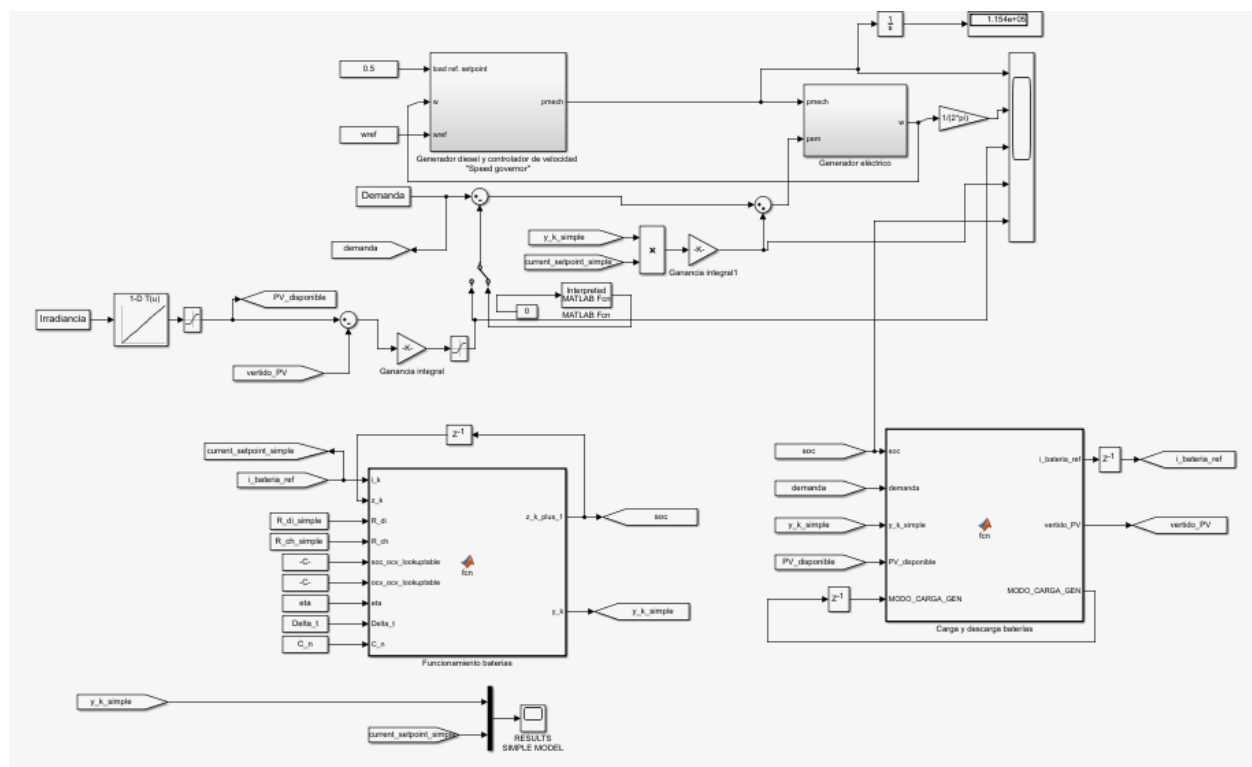 1
s
1.154e+05
0.5
load ref. setpoint
w
pmech
wref
wref
Generador diesel y controlador de velocidad
"Speed governor"
pmech
w
pem
Generador eléctrico
1/(2*pi)
Demanda
demanda
y_k_simple
current_setpoint_simple
×
-K-
Ganancia integral1
Interpreted
MATLAB Fcn
0
MATLAB Fcn
1-D T(u)
PV_disponible
Irradiancia
-K-
vertido_PV
Ganancia integral
z-1
current_setpoint_simple
i_bateria_ref
i_k
z_k
R_di_simple
R_di
R_ch_simple
R_ch
-C-
soc_ocv_lookuptable
-C-
ocv_ocv_lookuptable
eta
eta
Delta_t
Delta_t
C_n
C_n
fcn
z_k_plus_1
soc
y_k
y_k_simple
Funcionamiento baterias
soc
soc
i_bateria_ref
z-1
i_bateria_ref
demanda
demanda
y_k_simple
y_k_simple
fcn
vertido_PV
vertido_PV
PV_disponible
PV_disponible
z-1
MODO_CARGA_GEN
MODO_CARGA_GEN
Carga y descarga baterias
y_k_simple
current_setpoint_simple
RESULTS
SIMPLE MODEL